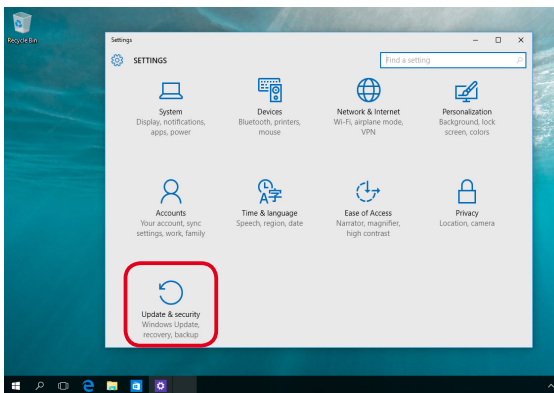 Recycle Bin
Settings
SETTINGS
Find a setting
System
Display, notifications,
apps, power
Devices
Bluetooth, printers,
mouse
Network & Internet
Wi-Fi, airplane mode,
VPN
Personalization
Background, lock
screen, colors
Accounts
Your account, sync
settings, work, family
Time & language
Speech, region, date
Ease of Access
Narrator, magnifier,
high contrast
Privacy
Location, camera
Update & security
Windows Update,
recovery, backup